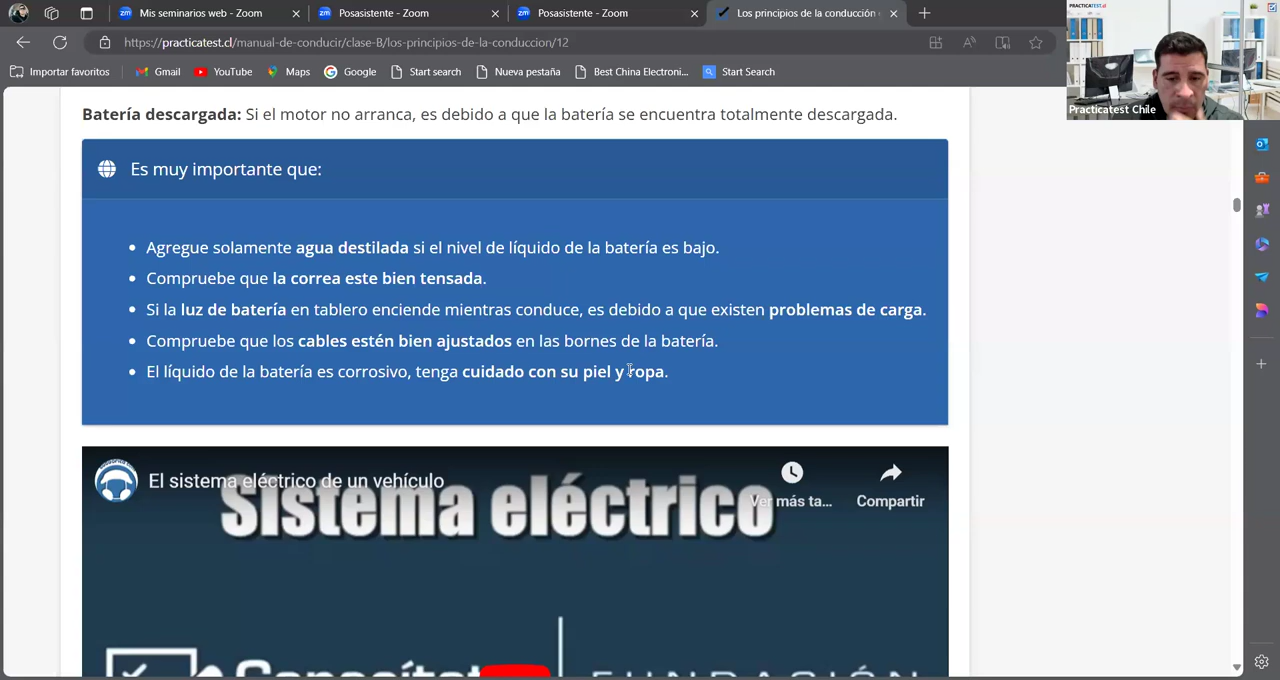 Mis seminarios web - Zoom
Posasistente - Zoom
Posasistente - Zoom
Los principios de la conducción
https://practicatest.cl/manual-de-conducir/clase-B/los-principios-de-la-conduccion/12
Importar favoritos
Gmail
YouTube
Maps
Google
Start search
Nueva pestaña
Best China Electroni...
Start Search
PRACTICATEST.cl
Practicatest Chile
Batería descargada: Si el motor no arranca, es debido a que la batería se encuentra totalmente descargada.
Es muy importante que:
• Agregue solamente agua destilada si el nivel de líquido de la batería es bajo.
• Compruebe que la correa este bien tensada.
• Si la luz de batería en tablero enciende mientras conduce, es debido a que existen problemas de carga.
• Compruebe que los cables estén bien ajustados en las bornes de la batería.
• El líquido de la batería es corrosivo, tenga cuidado con su piel y ropa.
El sistema eléctrico de un vehículo
Sistema eléctrico
Ver más ta...
Compartir
FUNDACIÓN